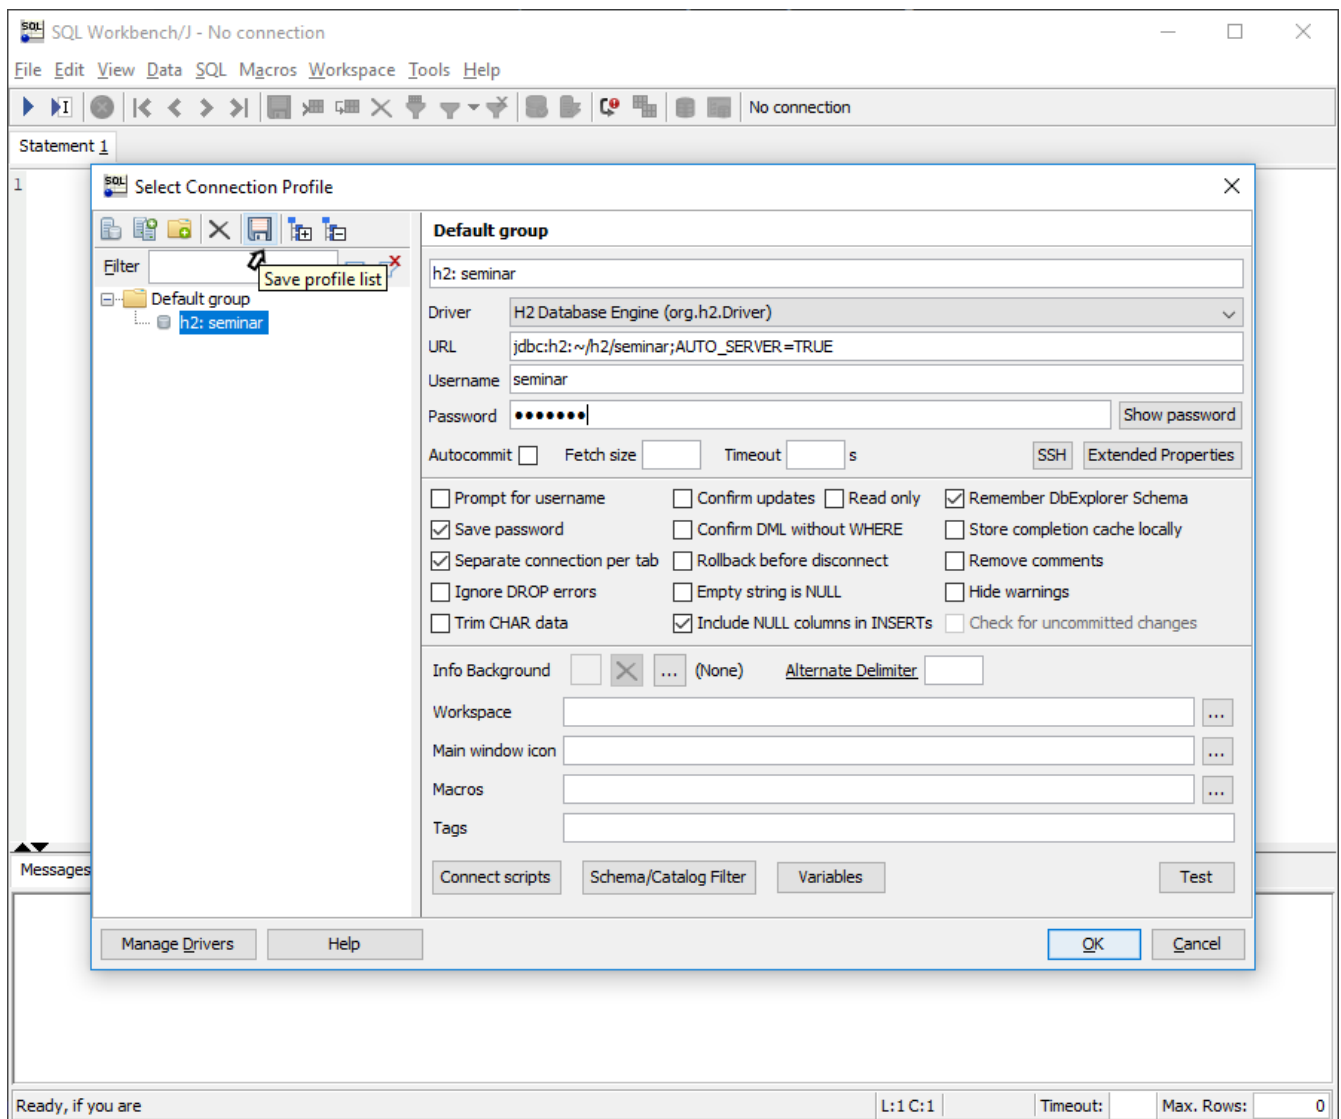 SQL Workbench/J - No connection
File Edit View Data SQL Macros Workspace Tools Help
No connection
Statement 1
1
Select Connection Profile
Filter
Save profile list
Default group
h2: seminar
Default group
h2: seminar
Driver H2 Database Engine (org.h2.Driver)
URL jdbc:h2:~/h2/seminar;AUTO_SERVER=TRUE
Username seminar
Password ●●●●●●● Show password
Autocommit Fetch size Timeout s SSH Extended Properties
Prompt for username Confirm updates Read only Remember DbExplorer Schema
Save password Confirm DML without WHERE Store completion cache locally
Separate connection per tab Rollback before disconnect Remove comments
Ignore DROP errors Empty string is NULL Hide warnings
Trim CHAR data Include NULL columns in INSERTs Check for uncommitted changes
Info Background ... (None) Alternate Delimiter
Workspace ...
Main window icon ...
Macros ...
Tags
Connect scripts Schema/Catalog Filter Variables Test
Manage Drivers Help OK Cancel
Messages
Ready, if you are L:1 C:1 Timeout: Max. Rows: 0